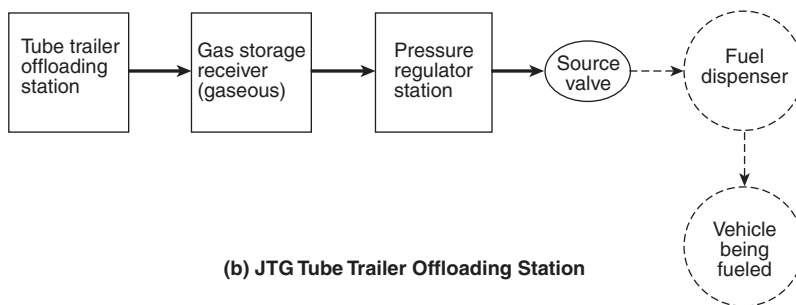 Tube trailer
offloading
station
Gas storage
receiver
(gaseous)
Pressure
regulator
station
Source
valve
Fuel
dispenser
Vehicle
being
fueled
(b) JTG Tube Trailer Offloading Station